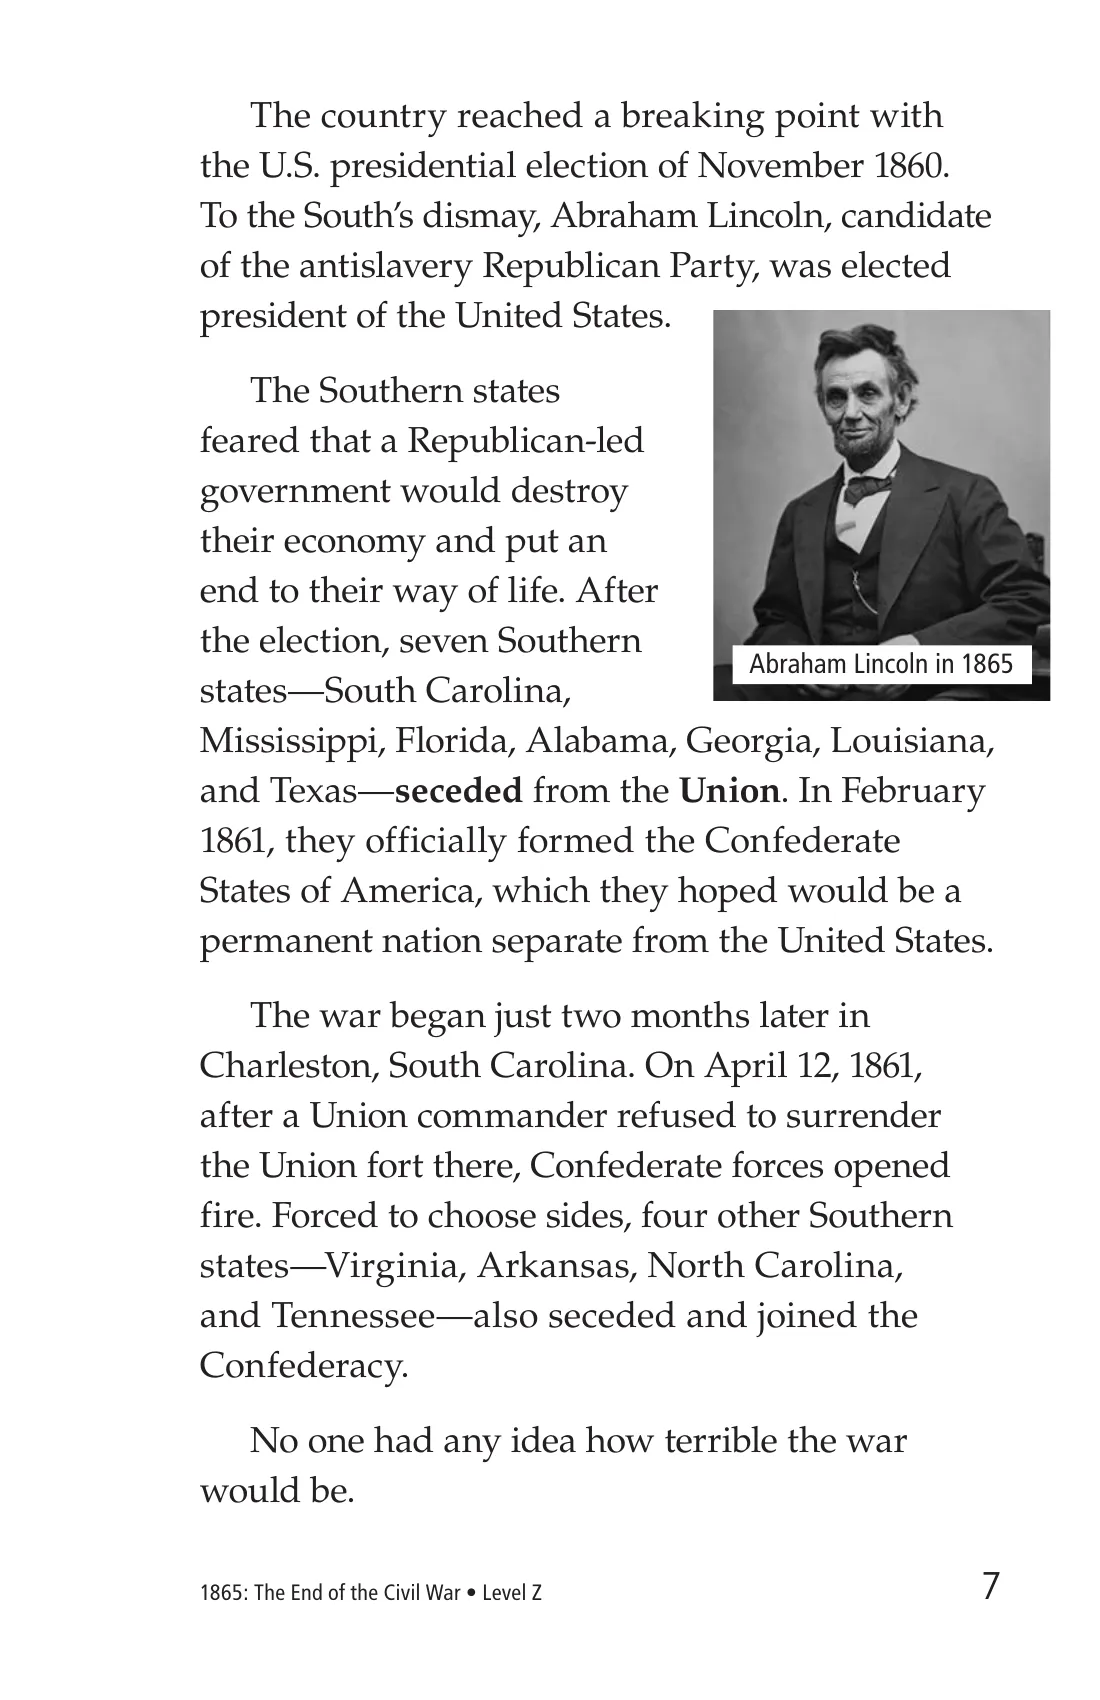 The country reached a breaking point with
the U.S. presidential election of November 1860.
To the South’s dismay, Abraham Lincoln, candidate
of the antislavery Republican Party, was elected
president of the United States.
The Southern states
feared that a Republican-led
government would destroy
their economy and put an
end to their way of life. After
the election, seven Southern
states—South Carolina,
Abraham Lincoln in 1865
Mississippi, Florida, Alabama, Georgia, Louisiana,
and Texas—seceded from the Union. In February
1861, they officially formed the Confederate
States of America, which they hoped would be a
permanent nation separate from the United States.
The war began just two months later in
Charleston, South Carolina. On April 12, 1861,
after a Union commander refused to surrender
the Union fort there, Confederate forces opened
fire. Forced to choose sides, four other Southern
states—Virginia, Arkansas, North Carolina,
and Tennessee—also seceded and joined the
Confederacy.
No one had any idea how terrible the war
would be.
1865: The End of the Civil War • Level Z
7